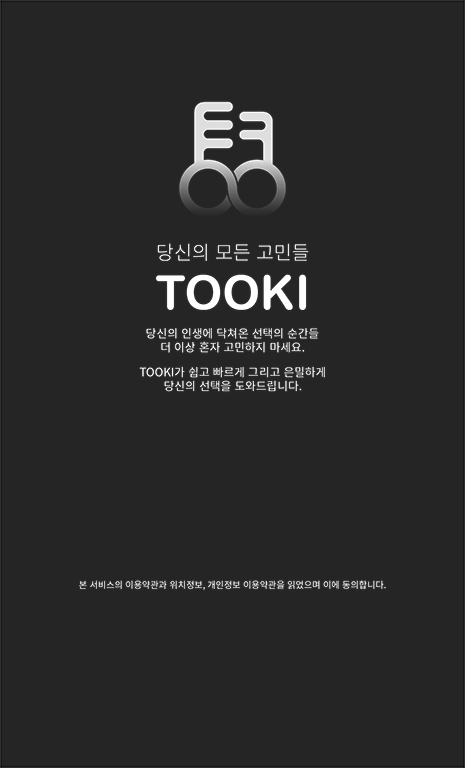 당신의 모든 고민들
TOOKI
당신의 인생에 닥쳐온 선택의 순간들
더 이상 혼자 고민하지 마세요.
TOOKI가 쉽고 빠르게 그리고 은밀하게
당신의 선택을 도와드립니다.
본 서비스의 이용약관과 위치정보, 개인정보 이용약관을 읽었으며 이에 동의합니다.